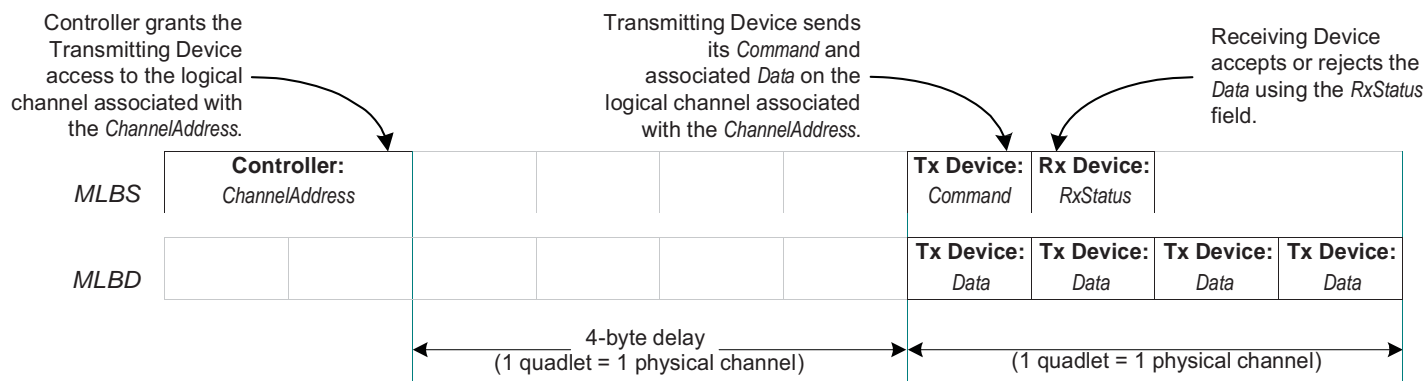 Controller grants the
Transmitting Device
access to the logical
channel associated with
the ChannelAddress.
Transmitting Device sends
its Command and
associated Data on the
logical channel associated
with the ChannelAddress.
Receiving Device
accepts or rejects the
Data using the RxStatus
field.
MLBS
Controller:
ChannelAddress
Tx Device:
Command
Rx Device:
RxStatus
MLBD
Tx Device:
Data
Tx Device:
Data
Tx Device:
Data
Tx Device:
Data
4-byte delay
(1 quadlet = 1 physical channel)
(1 quadlet = 1 physical channel)